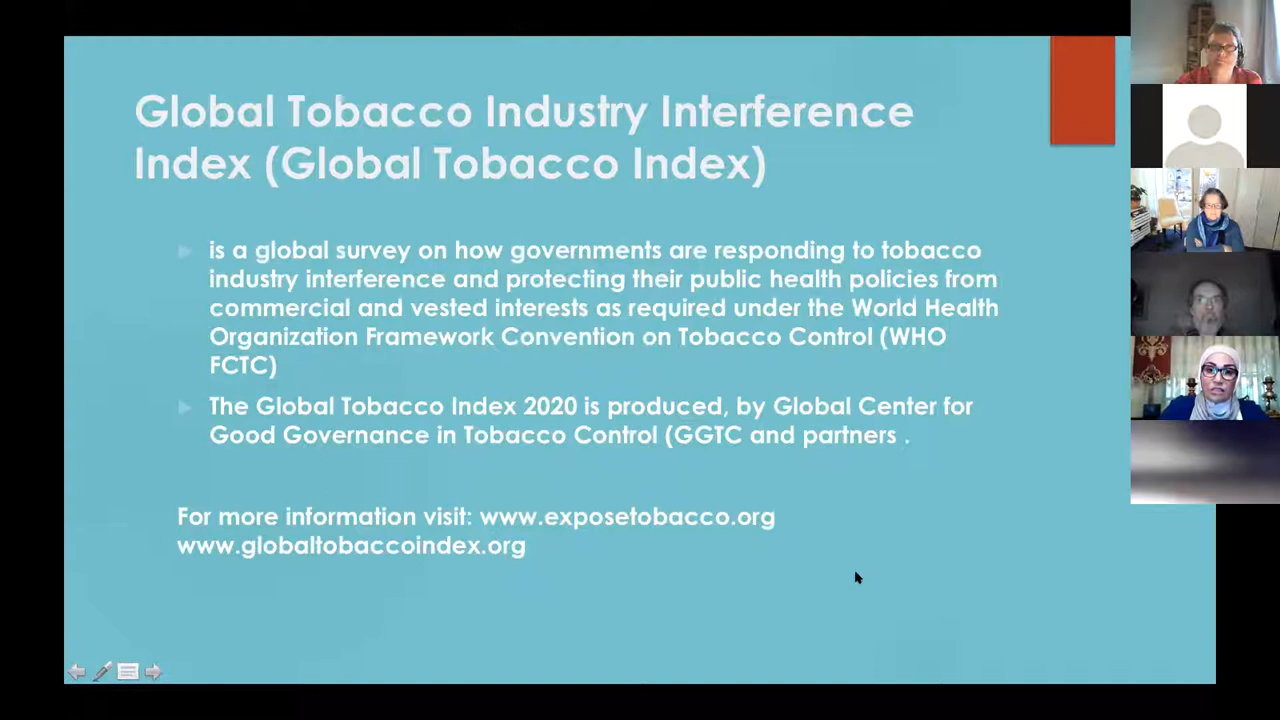 Global Tobacco Industry Interference
Index (Global Tobacco Index)
is a global survey on how governments are responding to tobacco
industry interference and protecting their public health policies from
commercial and vested interests as required under the World Health
Organization Framework Convention on Tobacco Control (WHO
FCTC)
The Global Tobacco Index 2020 is produced, by Global Center for
Good Governance in Tobacco Control (GGTC and partners .
For more information visit: www.exposetobacco.org
www.globaltobaccoindex.org